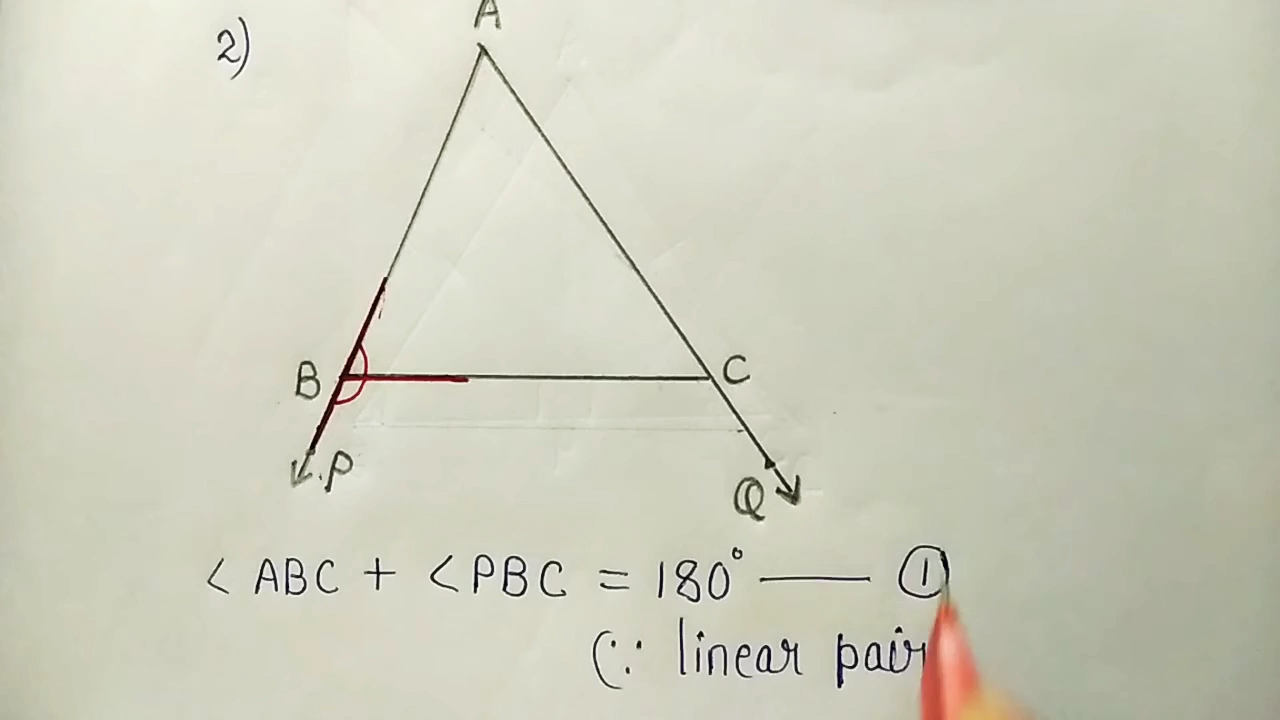 2)
A
B
C
P
Q
< ABC + < PBC = 180° —— ①
(∵ linear pair